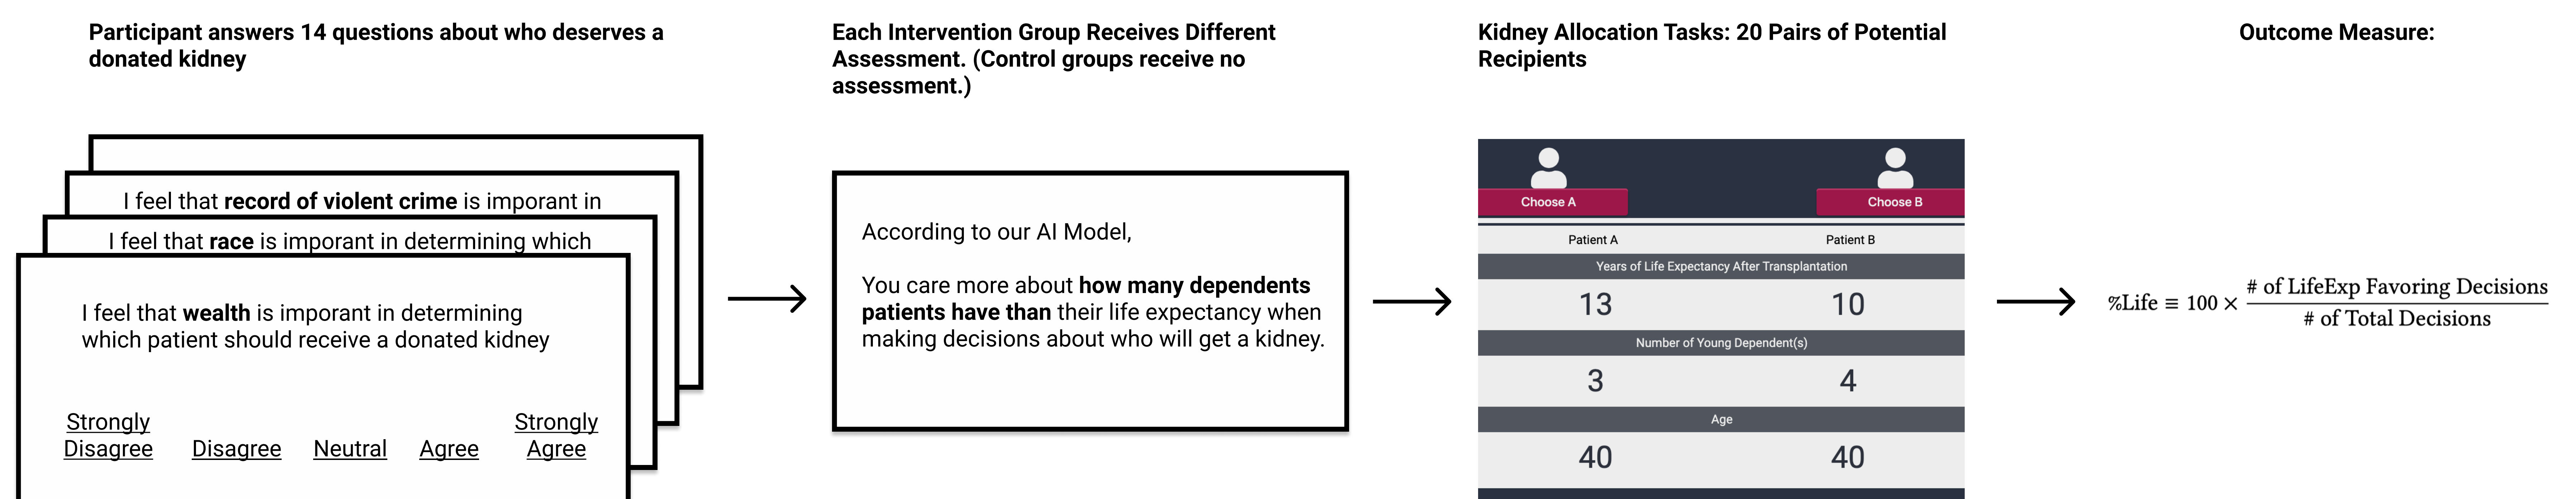 Participant answers 14 questions about who deserves a
donated kidney
I feel that record of violent crime is imporant in
I feel that race is imporant in determining which
I feel that wealth is imporant in determining
which patient should receive a donated kidney
Strongly
Disagree
Disagree
Neutral
Agree
Strongly
Agree
Each Intervention Group Receives Different
Assessment. (Control groups receive no
assessment.)
According to our AI Model,
You care more about how many dependents
patients have than their life expectancy when
making decisions about who will get a kidney.
Kidney Allocation Tasks: 20 Pairs of Potential
Recipients
Choose A Choose B
Patient A Patient B
Years of Life Expectancy After Transplantation
13 10
Number of Young Dependent(s)
3 4
Age
40 40
Outcome Measure:
%Life ≡ 100 × # of LifeExp Favoring Decisions
# of Total Decisions